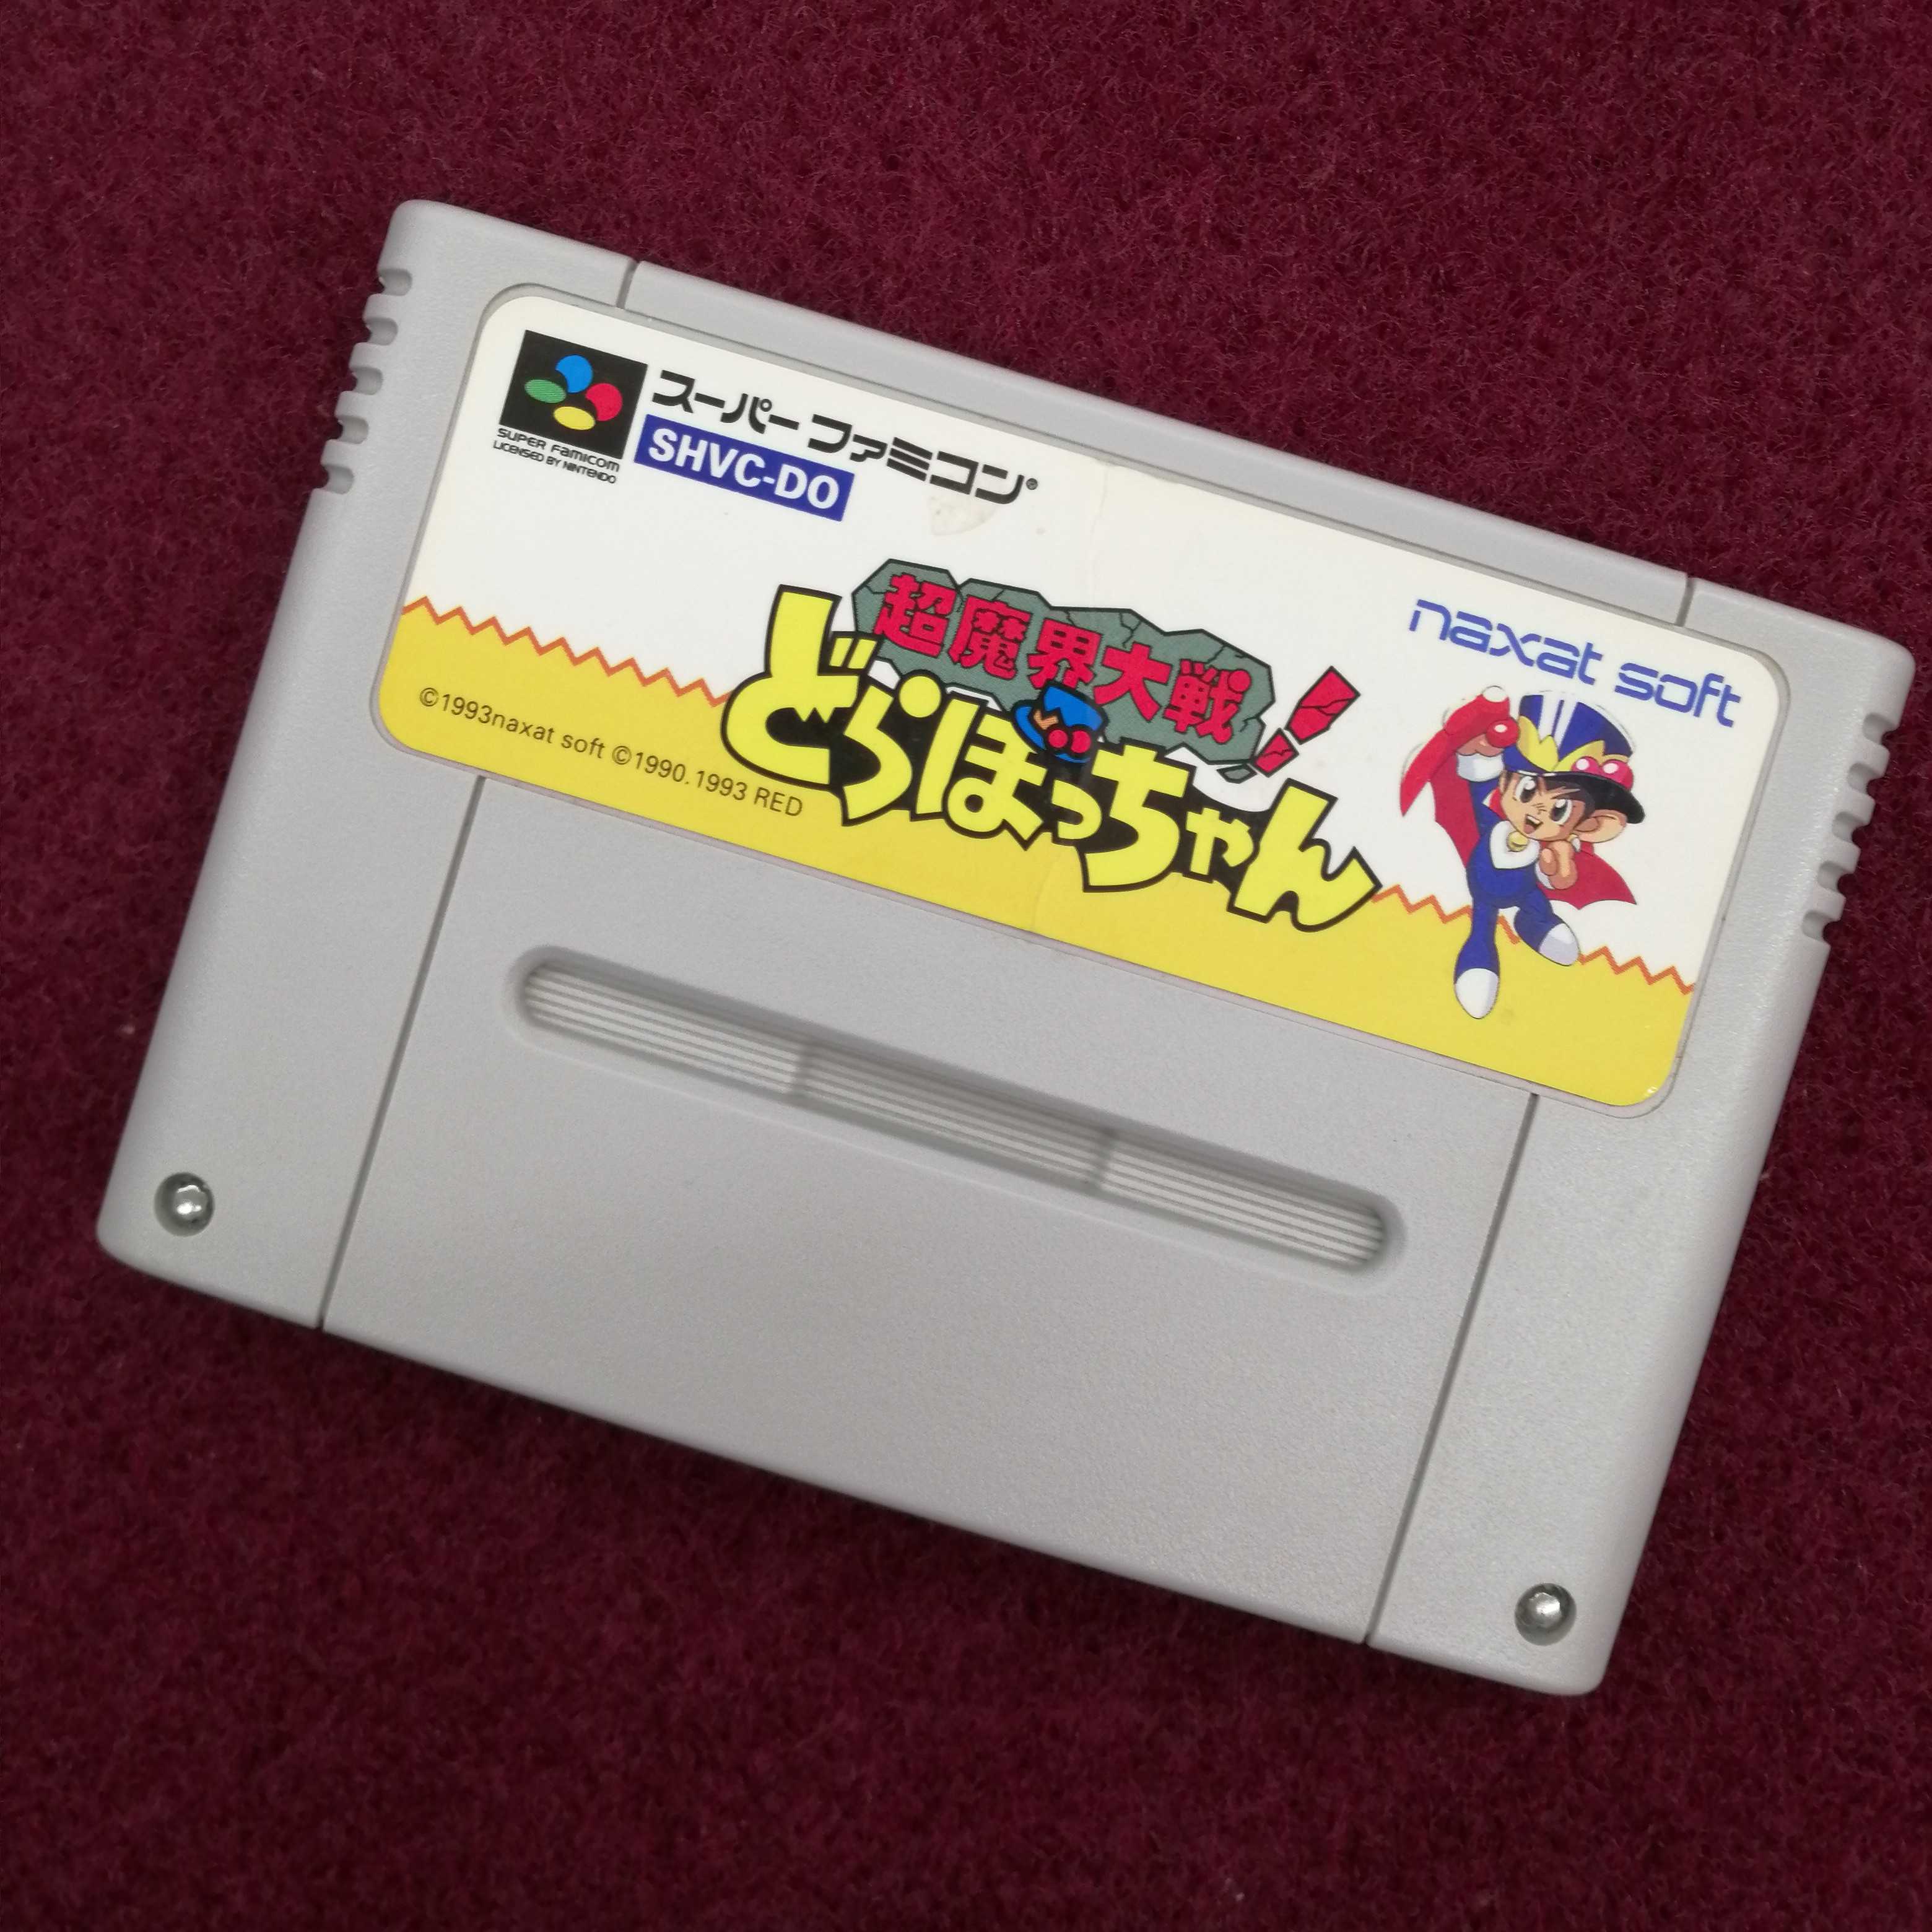 スーパーファミコン®
SHVC-DO
SUPER FAMICOM
LICENSED BY NINTENDO
naxat soft
超魔界大戦!
どらぼっちゃん
©1993naxat soft ©1990.1993 RED